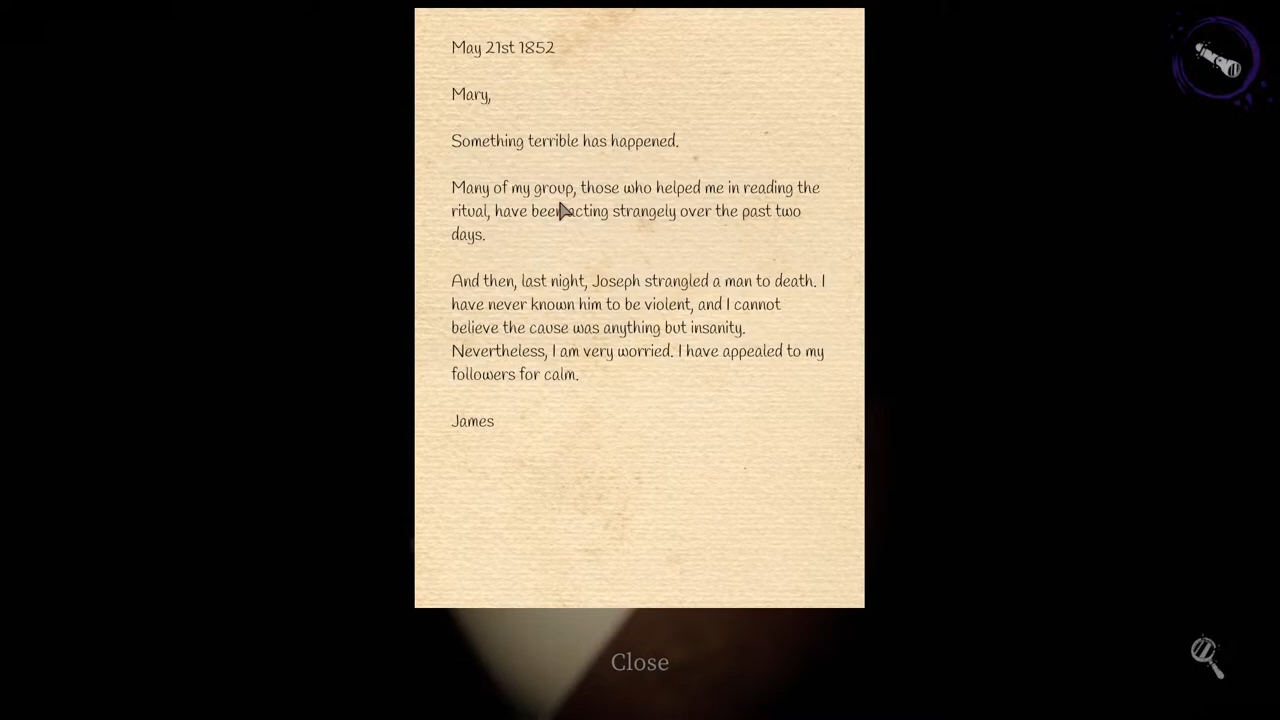 May 21st 1852
Mary,
Something terrible has happened.
Many of my group, those who helped me in reading the
ritual, have been acting strangely over the past two
days.
And then, last night, Joseph strangled a man to death. I
have never known him to be violent, and I cannot
believe the cause was anything but insanity.
Nevertheless, I am very worried. I have appealed to my
followers for calm.
James
Close